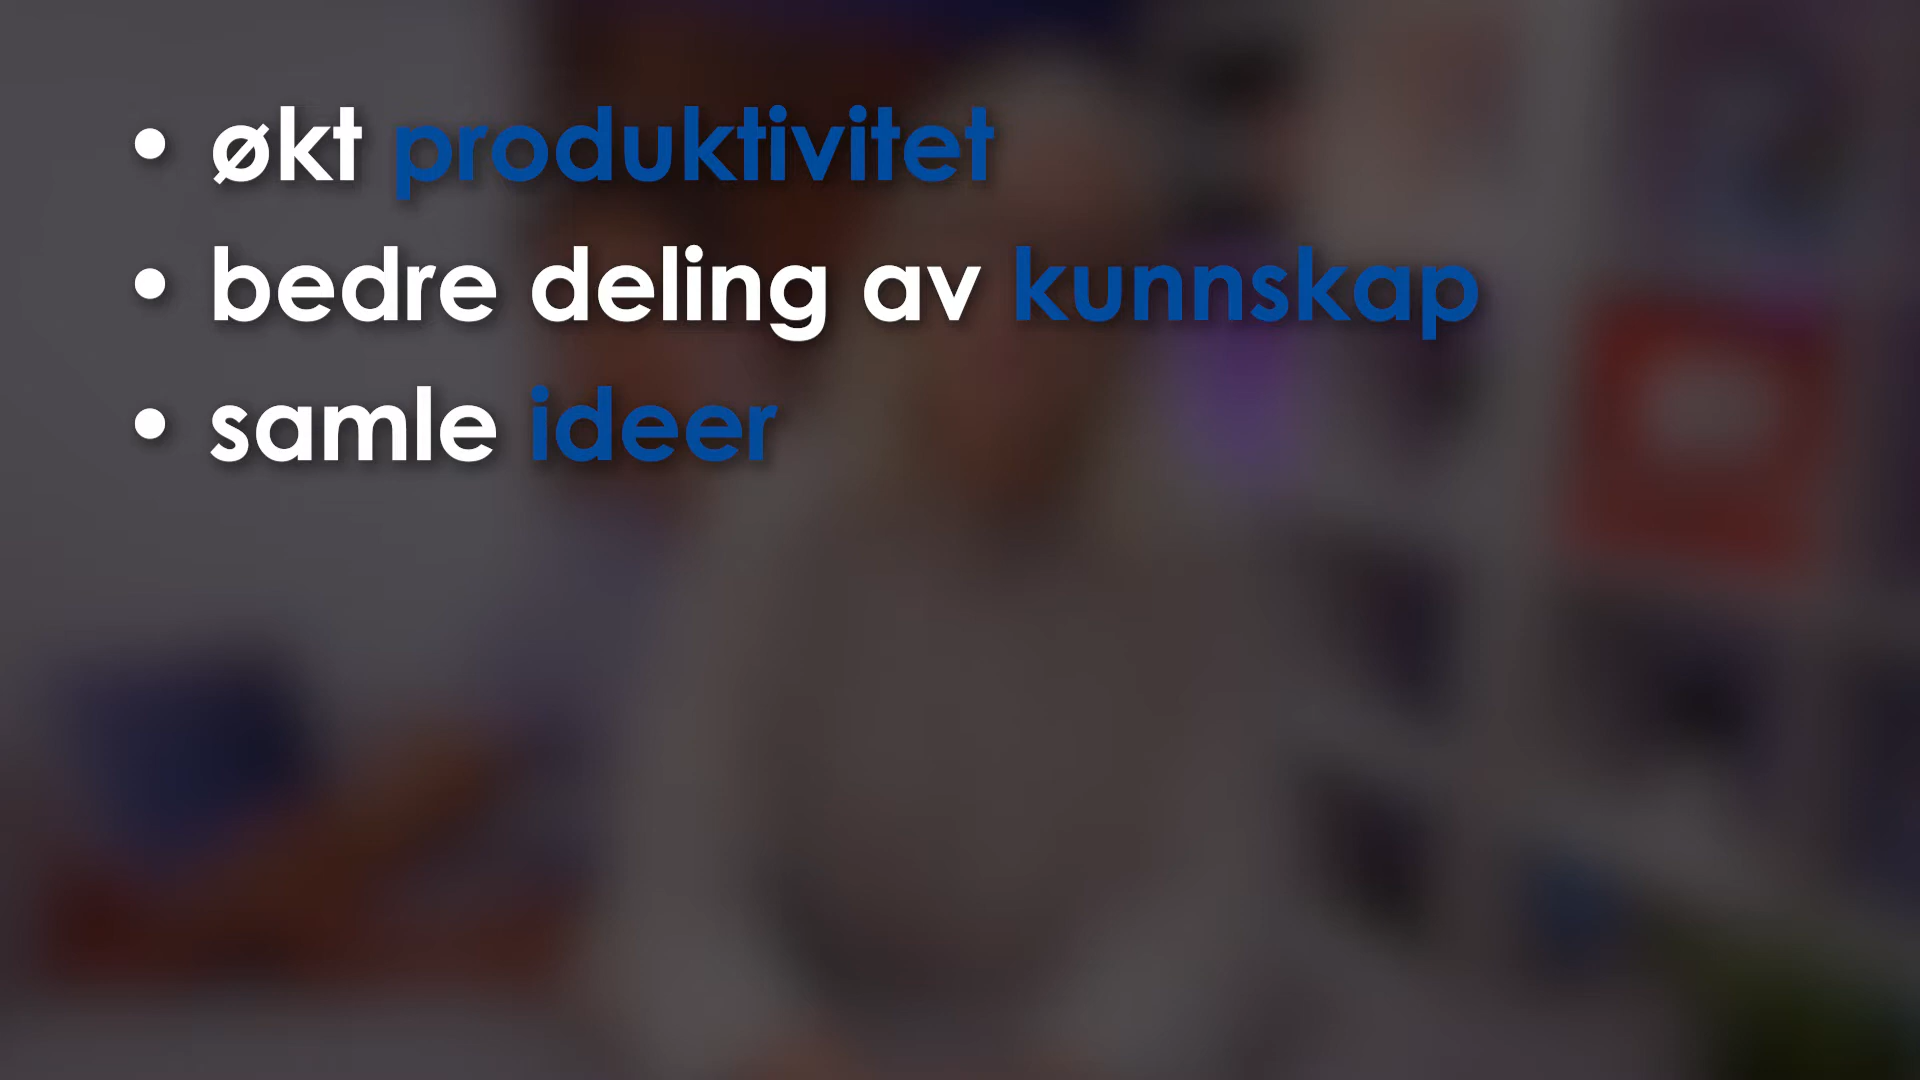 • økt produktivitet
• bedre deling av kunnskap
• samle ideer